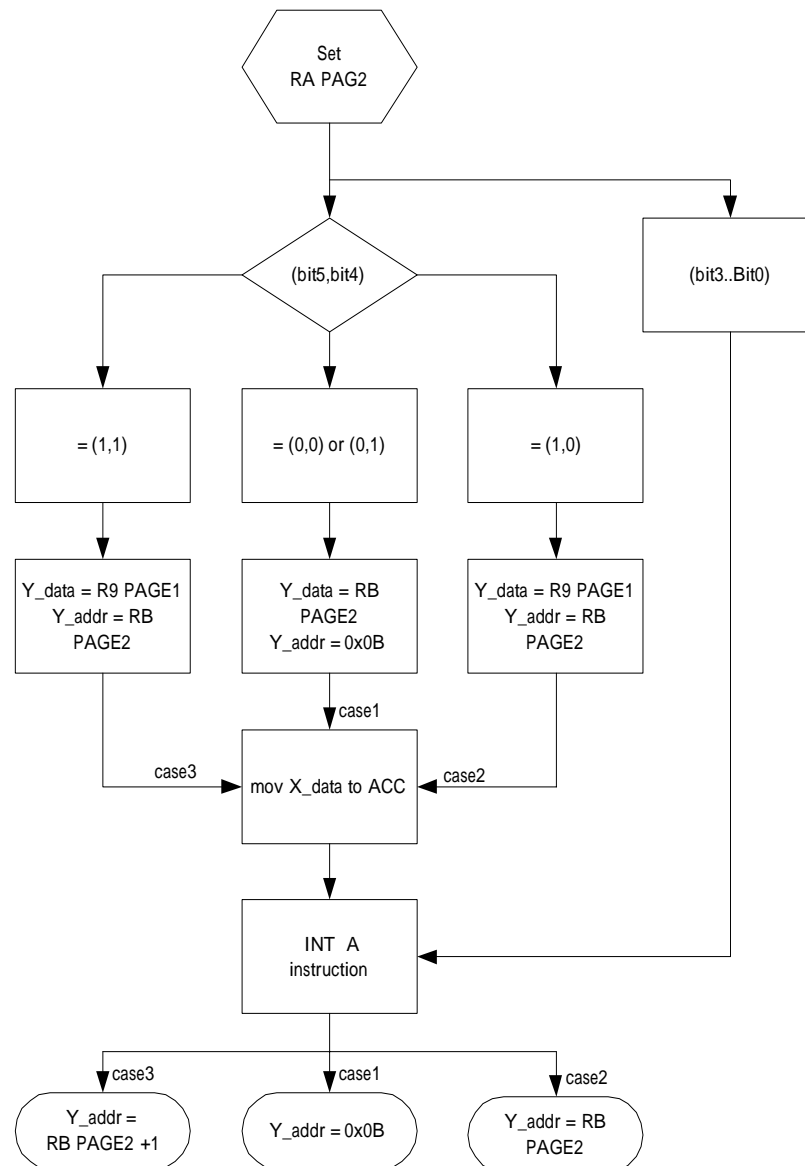 Set
RA PAG2
(bit5,bit4)
(bit3..Bit0)
= (1,1)
= (0,0) or (0,1)
= (1,0)
Y_data = R9 PAGE1
Y_addr = RB
PAGE2
Y_data = RB
PAGE2
Y_addr = 0x0B
Y_data = R9 PAGE1
Y_addr = RB
PAGE2
case1
case3
mov X_data to ACC
case2
INT A
instruction
case3
case1
case2
Y_addr =
RB PAGE2 +1
Y_addr = 0x0B
Y_addr = RB
PAGE2